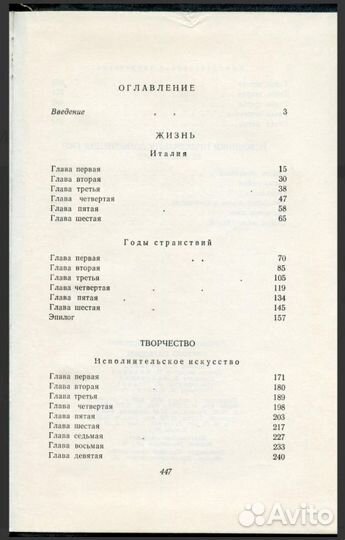 ОГЛАВЛЕНИЕ
Введение . . 3
ЖИЗНЬ
Италия
Глава первая 15
Глава вторая 30
Глава третья 38
Глава четвертая 47
Глава пятая 58
Глава шестая 65
Годы странствий
Глава первая 70
Глава вторая 85
Глава третья 105
Глава четвертая 119
Глава пятая 134
Глава шестая 145
Эпилог 157
ТВОРЧЕСТВО
Исполнительское искусство
Глава первая 171
Глава вторая 180
Глава третья 189
Глава четвертая 198
Глава пятая 203
Глава шестая 217
Глава седьмая 227
Глава восьмая 233
Глава девятая 240
447
Avito